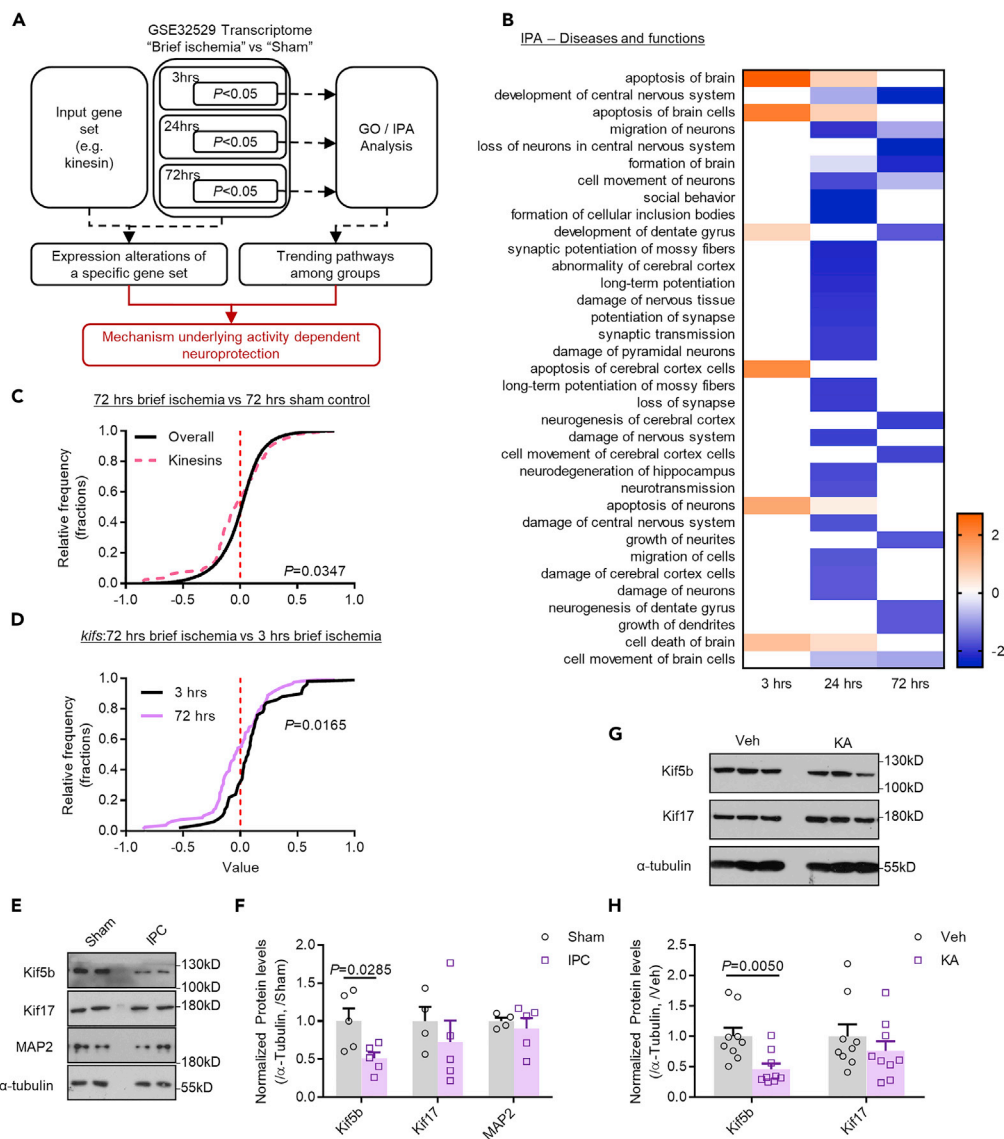 A
GSE32529 Transcriptome
“Brief ischemia” vs “Sham”
Input gene
set
(e.g.
kinesin)
3hrs
P<0.05
24hrs
P<0.05
72hrs
P<0.05
GO / IPA
Analysis
Expression alterations of
a specific gene set
Trending pathways
among groups
Mechanism underlying activity dependent
neuroprotection
B
IPA – Diseases and functions
apoptosis of brain
development of central nervous system
apoptosis of brain cells
migration of neurons
loss of neurons in central nervous system
formation of brain
cell movement of neurons
social behavior
formation of cellular inclusion bodies
development of dentate gyrus
synaptic potentiation of mossy fibers
abnormality of cerebral cortex
long-term potentiation
damage of nervous tissue
potentiation of synapse
synaptic transmission
damage of pyramidal neurons
apoptosis of cerebral cortex cells
long-term potentiation of mossy fibers
loss of synapse
neurogenesis of cerebral cortex
damage of nervous system
cell movement of cerebral cortex cells
neurodegeneration of hippocampus
neurotransmission
apoptosis of neurons
damage of central nervous system
growth of neurites
migration of cells
damage of cerebral cortex cells
damage of neurons
neurogenesis of dentate gyrus
growth of dendrites
cell death of brain
cell movement of brain cells
3 hrs 24 hrs 72 hrs
2
0
-2
C
72 hrs brief ischemia vs 72 hrs sham control
Relative frequency
(fractions)
1.0
0.8
0.6
0.4
0.2
0.0
Overall
Kinesins
P=0.0347
-1.0 -0.5 0.0 0.5 1.0
D
kifs:72 hrs brief ischemia vs 3 hrs brief ischemia
Relative frequency
(fractions)
1.0
0.8
0.6
0.4
0.2
0.0
3 hrs
72 hrs
P=0.0165
-1.0 -0.5 0.0 0.5 1.0
Value
E
Sham IPC
Kif5b
130kD
100kD
Kif17
180kD
MAP2
180kD
α-tubulin
55kD
F
Normalized Protein levels
(/α-Tubulin, /Sham)
2.0
1.5
1.0
0.5
0.0
Sham
IPC
P=0.0285
Kif5b Kif17 MAP2
G
Veh KA
Kif5b
130kD
100kD
Kif17
180kD
α-tubulin
55kD
H
Normalized Protein levels
(/α-Tubulin, /Veh)
2.5
2.0
1.5
1.0
0.5
0.0
Veh
KA
P=0.0050
Kif5b Kif17